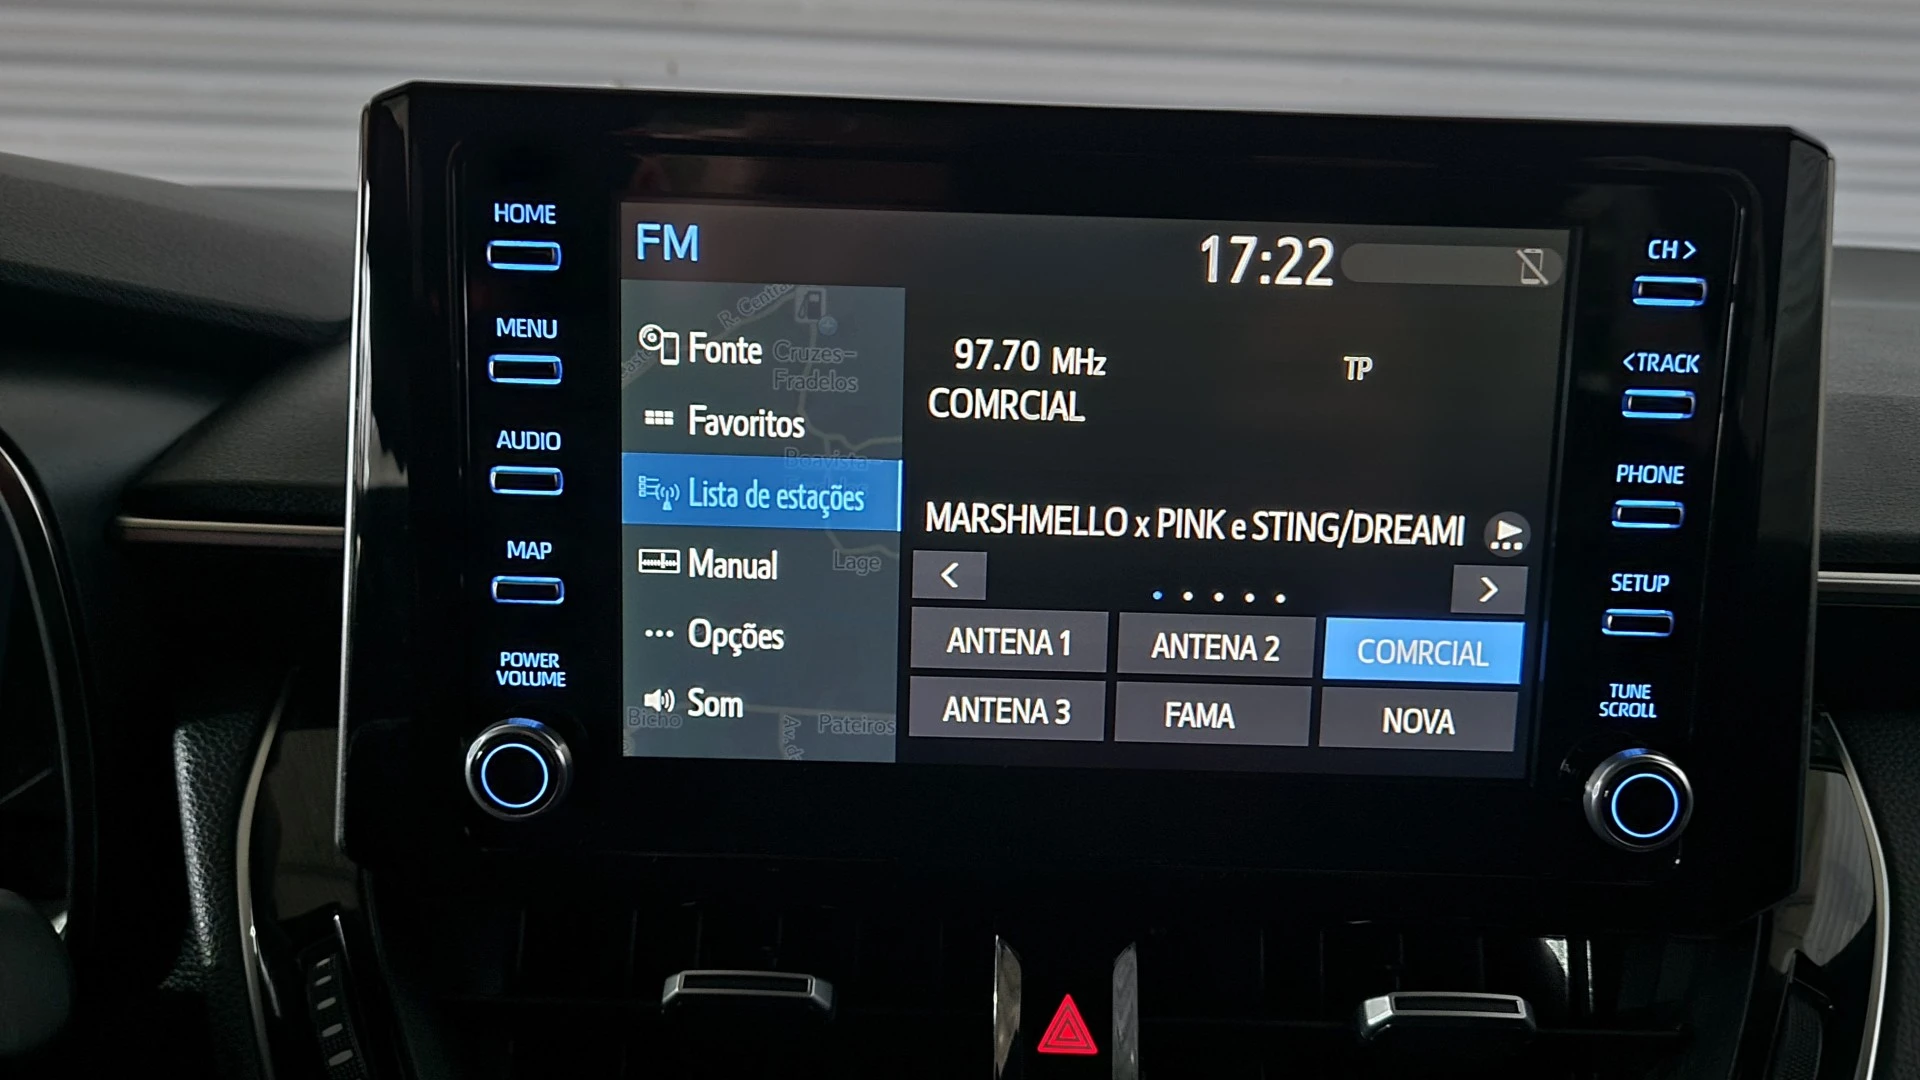 HOME
MENU
AUDIO
MAP
POWER
VOLUME
FM
17:22
Fonte
Favoritos
Lista de estações
Manual
Opções
Som
R. Central
Cruzes-
Fradelos
Boavista-
Lage
Bicho
Pateiros
97.70 MHz
TP
COMRCIAL
MARSHMELLO x PINK e STING/DREAMI
<
>
ANTENA 1
ANTENA 2
COMRCIAL
ANTENA 3
FAMA
NOVA
CH>
<TRACK
PHONE
SETUP
TUNE
SCROLL